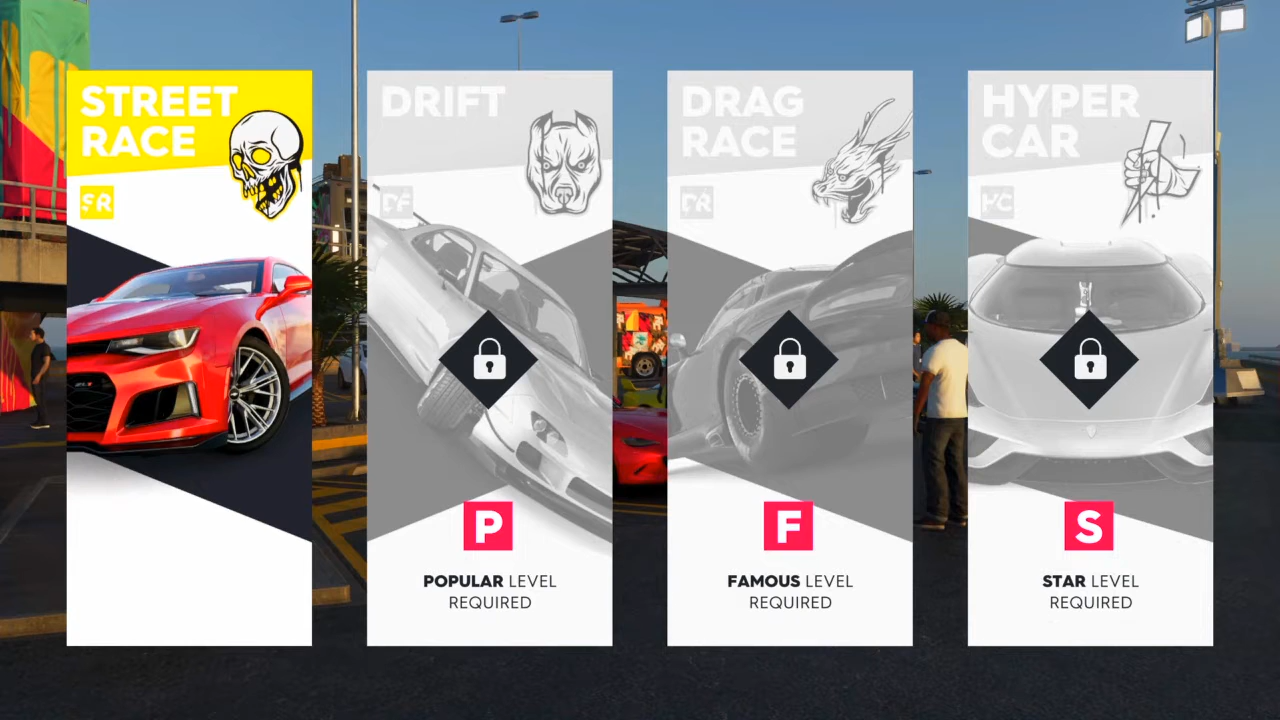 STREET
RACE
SR
DRIFT
DF
P
POPULAR LEVEL
REQUIRED
DRAG
RACE
DR
F
FAMOUS LEVEL
REQUIRED
HYPER
CAR
HC
S
STAR LEVEL
REQUIRED